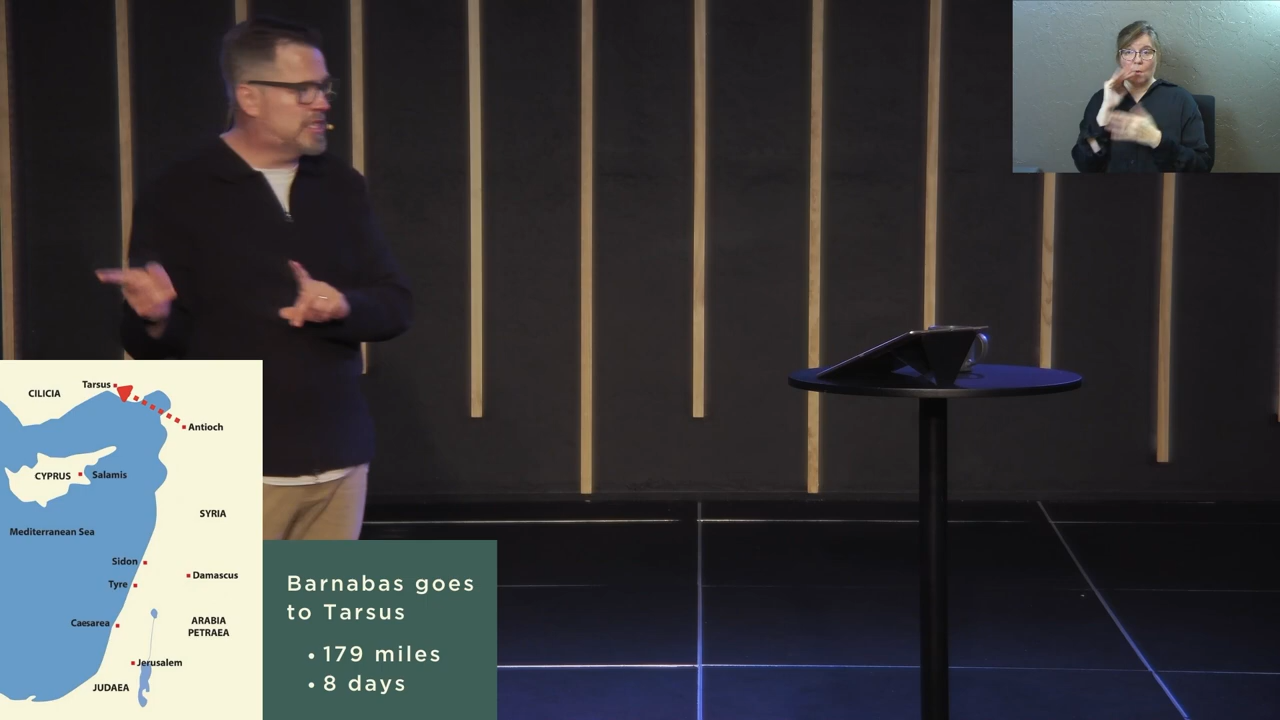 Tarsus
CILICIA
Antioch
CYPRUS
Salamis
SYRIA
Mediterranean Sea
Sidon
Damascus
Tyre
Caesarea
ARABIA
PETRAEA
Jerusalem
JUDAEA
Barnabas goes
to Tarsus
• 179 miles
• 8 days